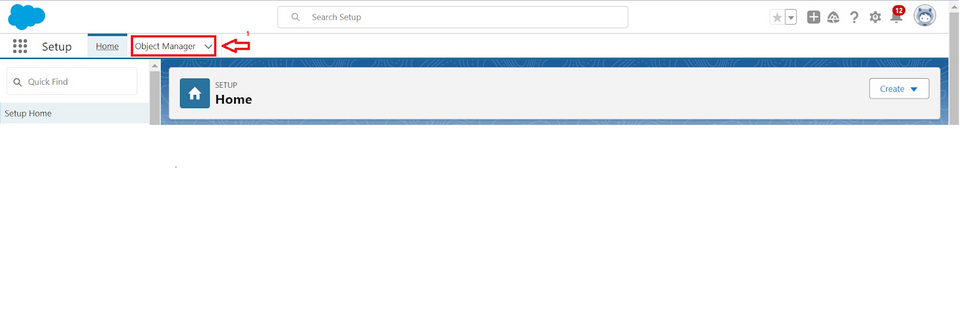 Search Setup
12
1
Setup
Home
Object Manager
Quick Find
SETUP
Home
Create
Setup Home